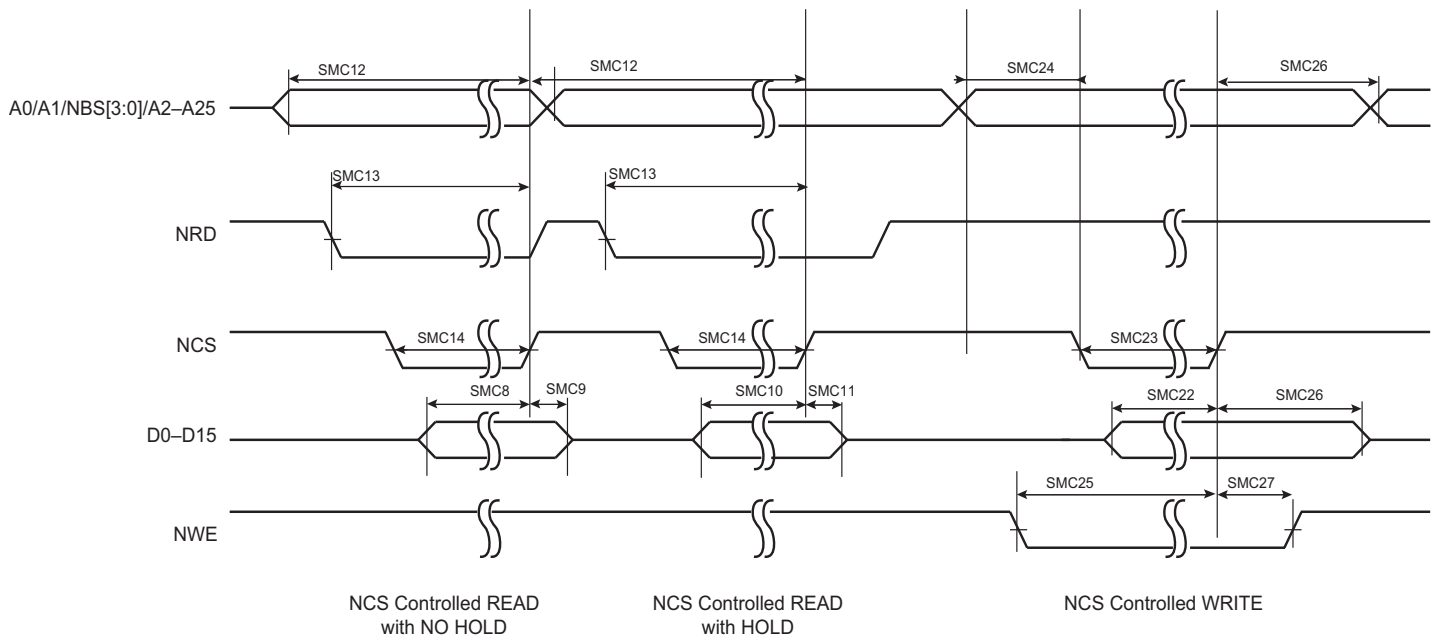 SMC12
SMC12
SMC24
SMC26
A0/A1/NBS[3:0]/A2–A25
SMC13
SMC13
NRD
SMC14
SMC14
SMC23
NCS
SMC8
SMC9
SMC10
SMC11
SMC22
SMC26
D0–D15
SMC25
SMC27
NWE
NCS Controlled READ
with NO HOLD
NCS Controlled READ
with HOLD
NCS Controlled WRITE